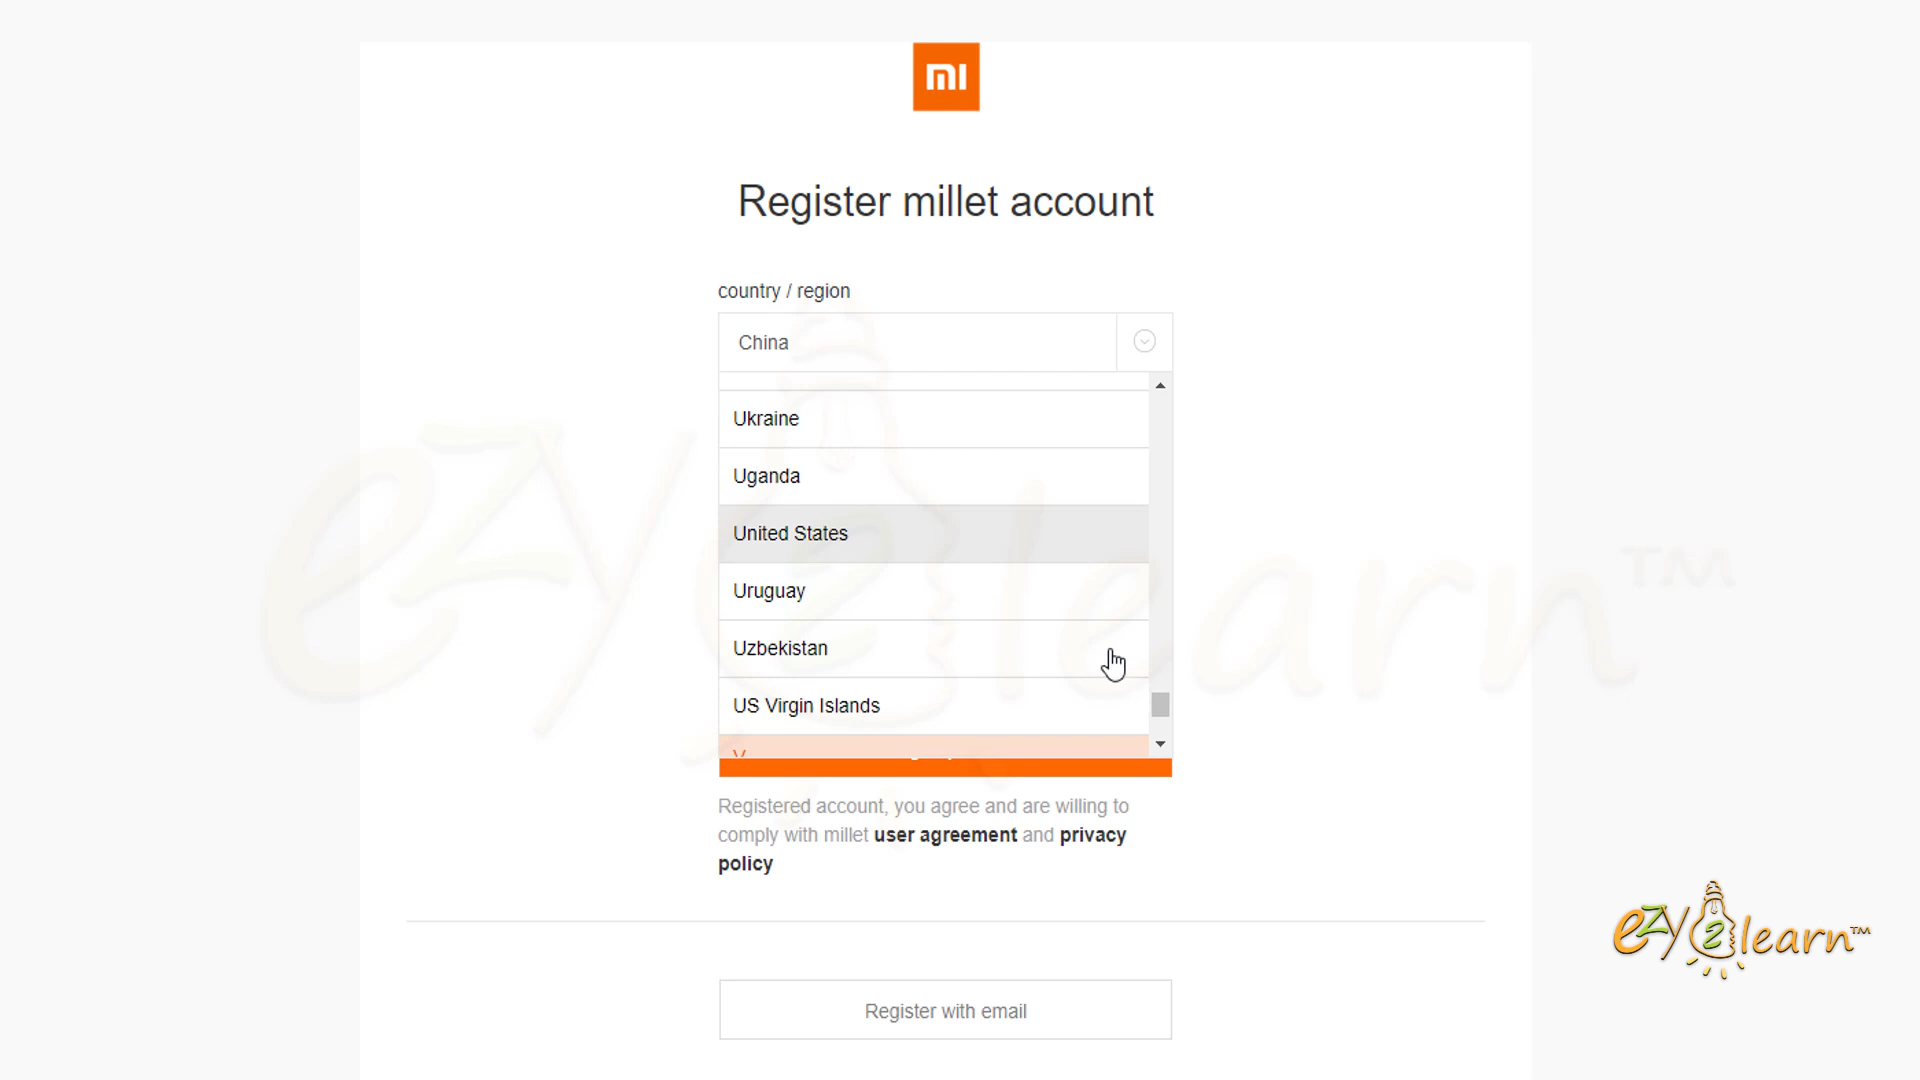 mi
Register millet account
country / region
China
Ukraine
Uganda
United States
Uruguay
Uzbekistan
US Virgin Islands
Registered account, you agree and are willing to
comply with millet user agreement and privacy
policy
ezy2learn™
ezy2learn™
Register with email